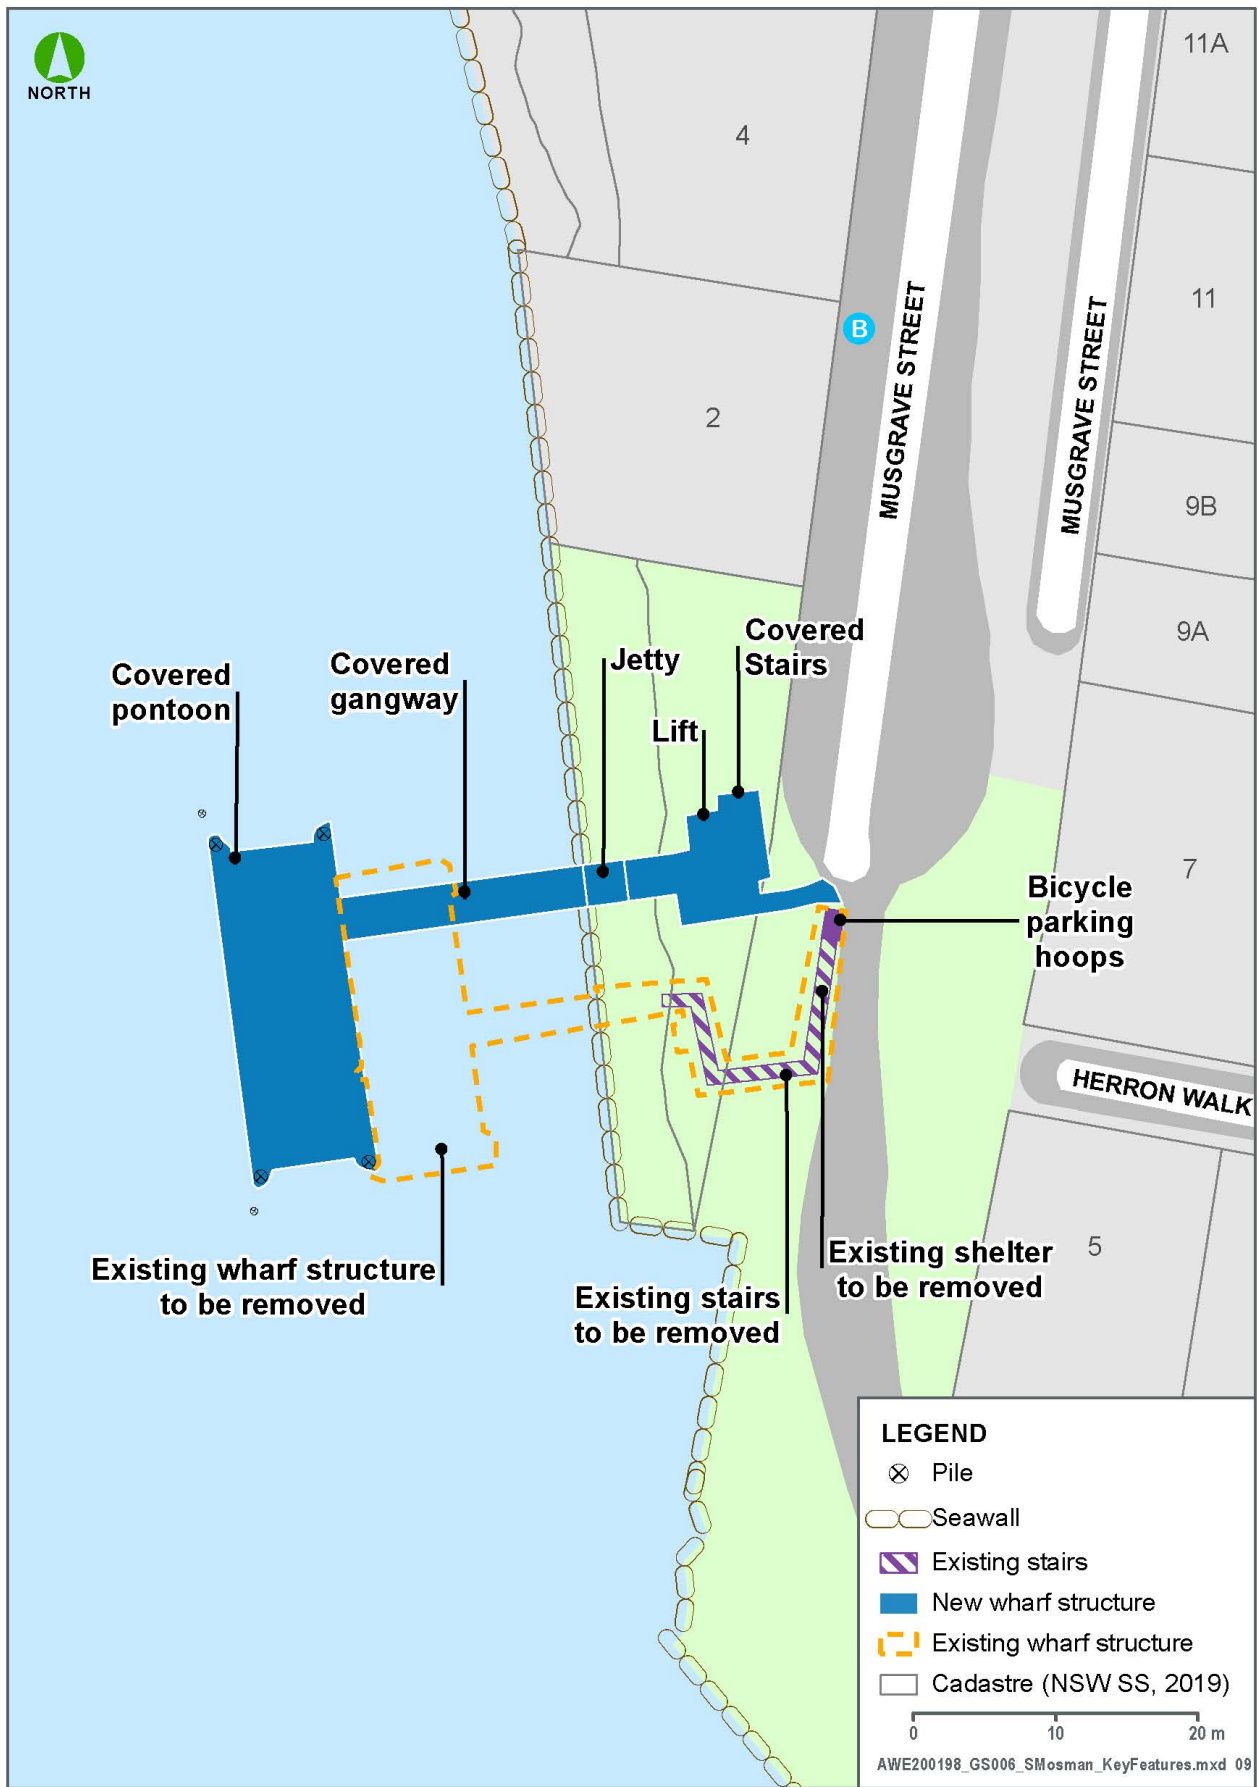 NORTH
11A
4
11
B
MUSGRAVE STREET
MUSGRAVE STREET
2
9B
9A
Covered
Stairs
Jetty
Covered
gangway
Covered
pontoon
Lift
7
Bicycle
parking
hoops
HERRON WALK
5
Existing shelter
to be removed
Existing wharf structure
to be removed
Existing stairs
to be removed
LEGEND
Pile
Seawall
Existing stairs
New wharf structure
Existing wharf structure
Cadastre (NSW SS, 2019)
0 10 20 m
AWE200198_GS006_SMosman_KeyFeatures.mxd 09